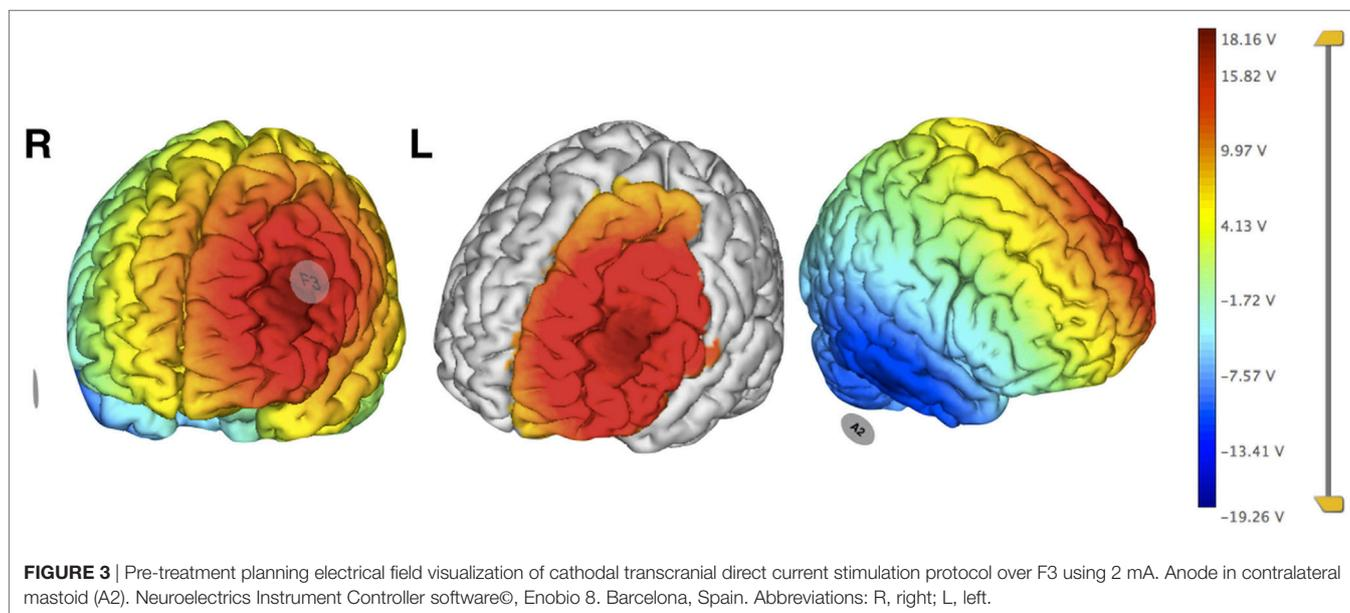 R
L
F3
A2
18.16 V
15.82 V
9.97 V
4.13 V
-1.72 V
-7.57 V
-13.41 V
-19.26 V
FIGURE 3 | Pre-treatment planning electrical field visualization of cathodal transcranial direct current stimulation protocol over F3 using 2 mA. Anode in contralateral
mastoid (A2). Neuroelectrics Instrument Controller software©, Enobio 8. Barcelona, Spain. Abbreviations: R, right; L, left.